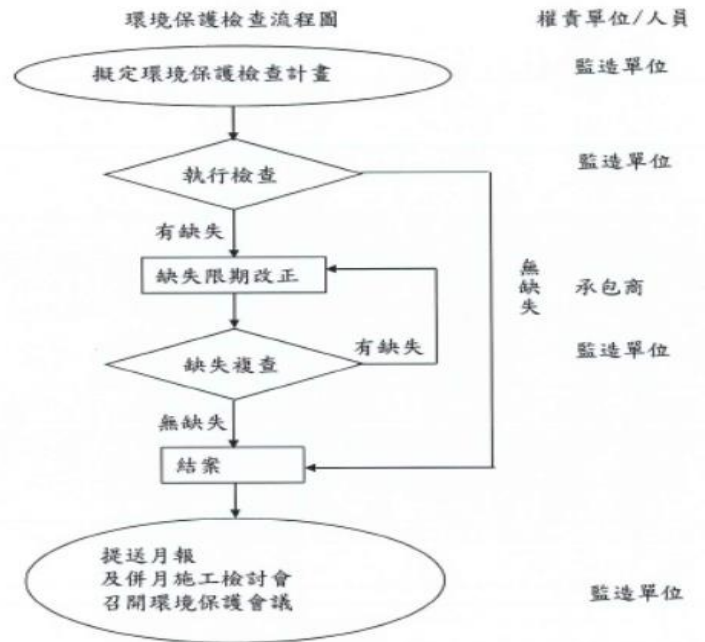 環境保護檢查流程圖
權責單位/人員
擬定環境保護檢查計畫
監造單位
執行檢查
監造單位
有缺失
無缺失
缺失限期改正
承包商
缺失複查
有缺失
監造單位
無缺失
結案
提送月報
及併月施工檢討會
召開環境保護會議
監造單位